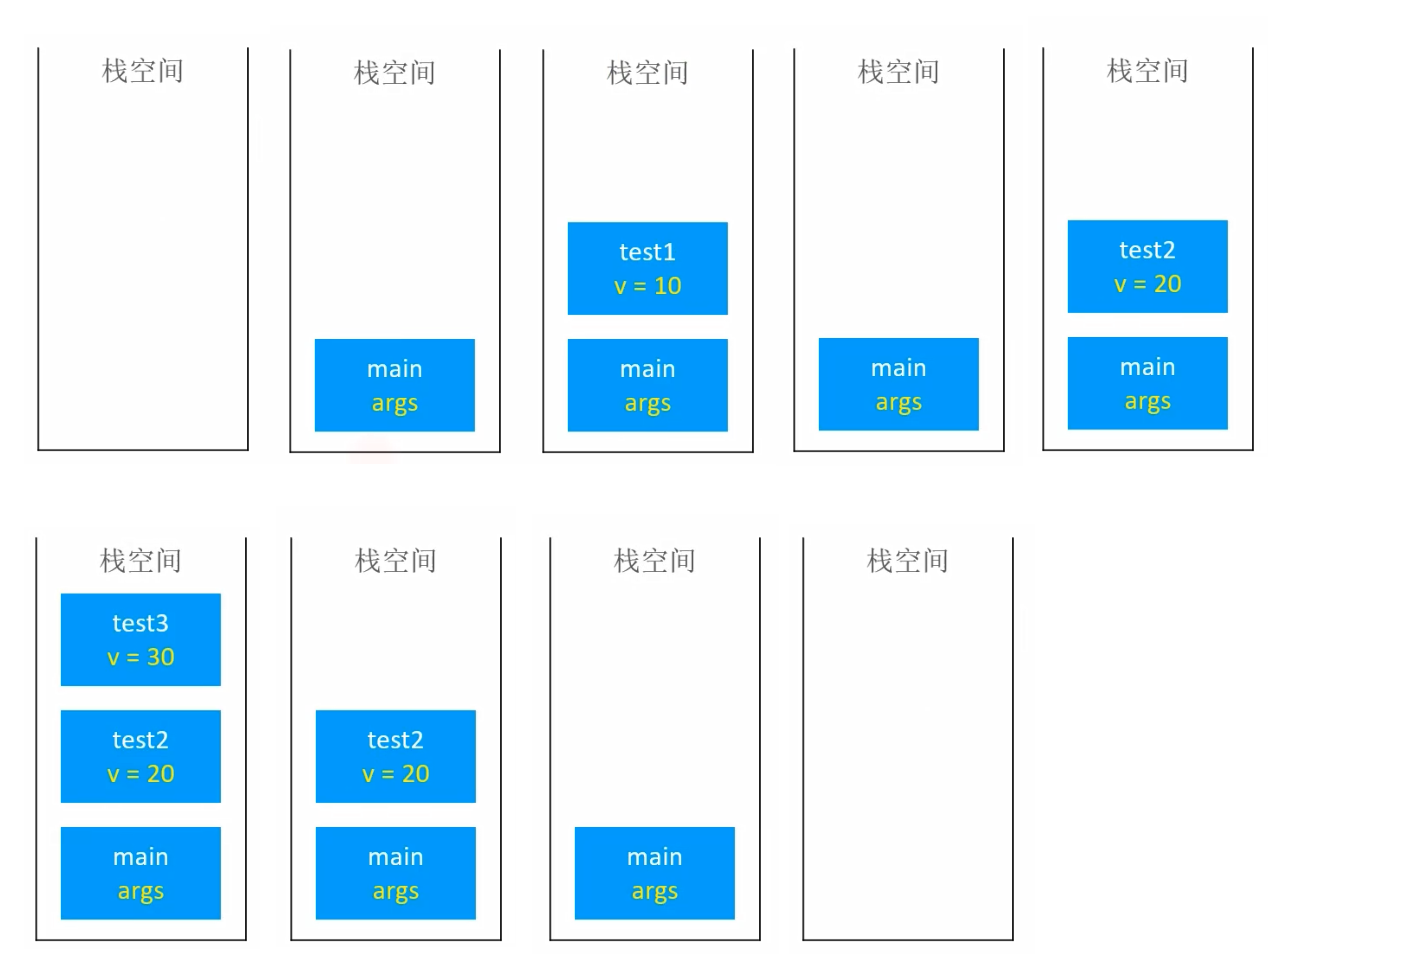 栈空间
栈空间
栈空间
栈空间
栈空间
test1
v = 10
test2
v = 20
main
args
main
args
main
args
main
args
栈空间
栈空间
栈空间
栈空间
test3
v = 30
test2
v = 20
test2
v = 20
main
args
main
args
main
args